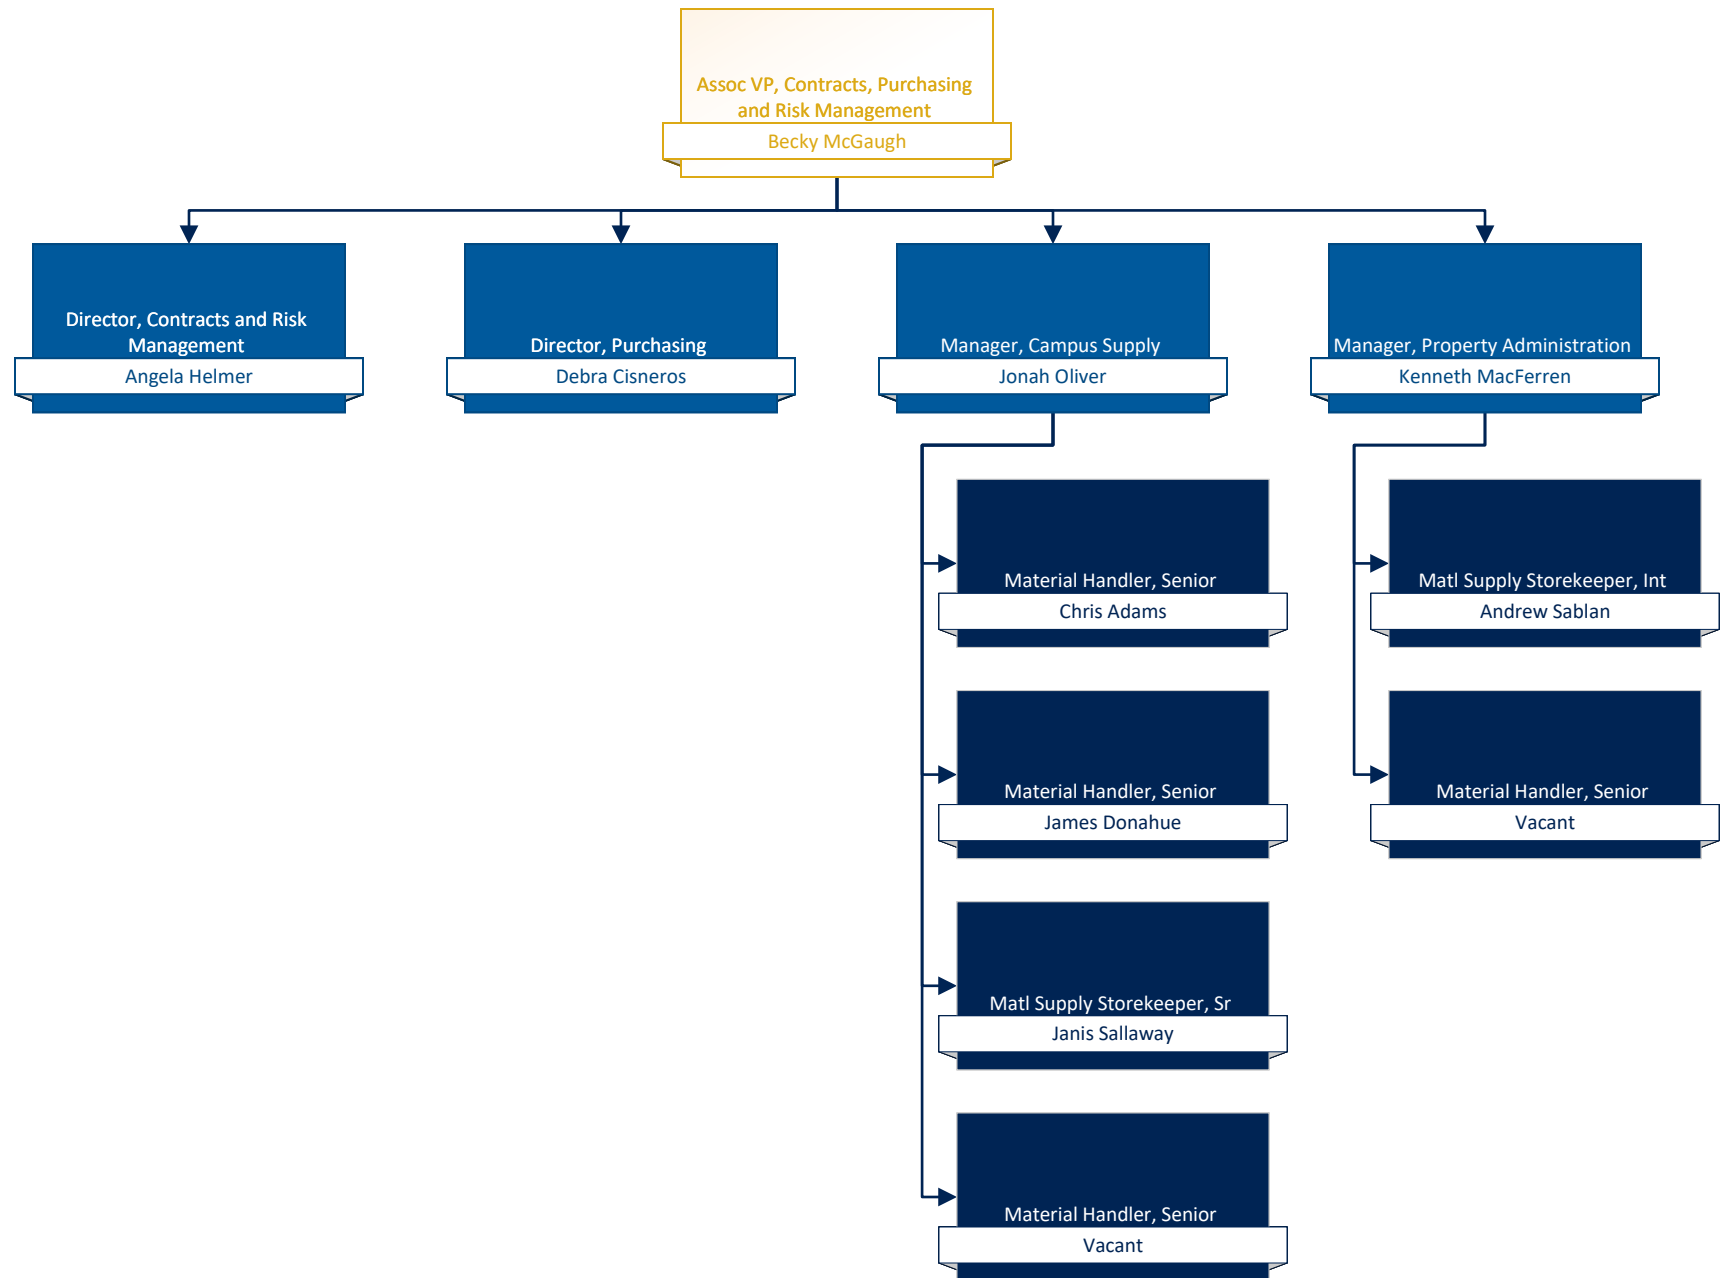 Assoc VP, Contracts, Purchasing
and Risk Management
Becky McGaugh
Director, Contracts and Risk
Management
Angela Helmer
Director, Purchasing
Debra Cisneros
Manager, Campus Supply
Jonah Oliver
Manager, Property Administration
Kenneth MacFerren
Material Handler, Senior
Chris Adams
Material Handler, Senior
James Donahue
Matl Supply Storekeeper, Sr
Janis Sallaway
Material Handler, Senior
Vacant
Matl Supply Storekeeper, Int
Andrew Sablan
Material Handler, Senior
Vacant